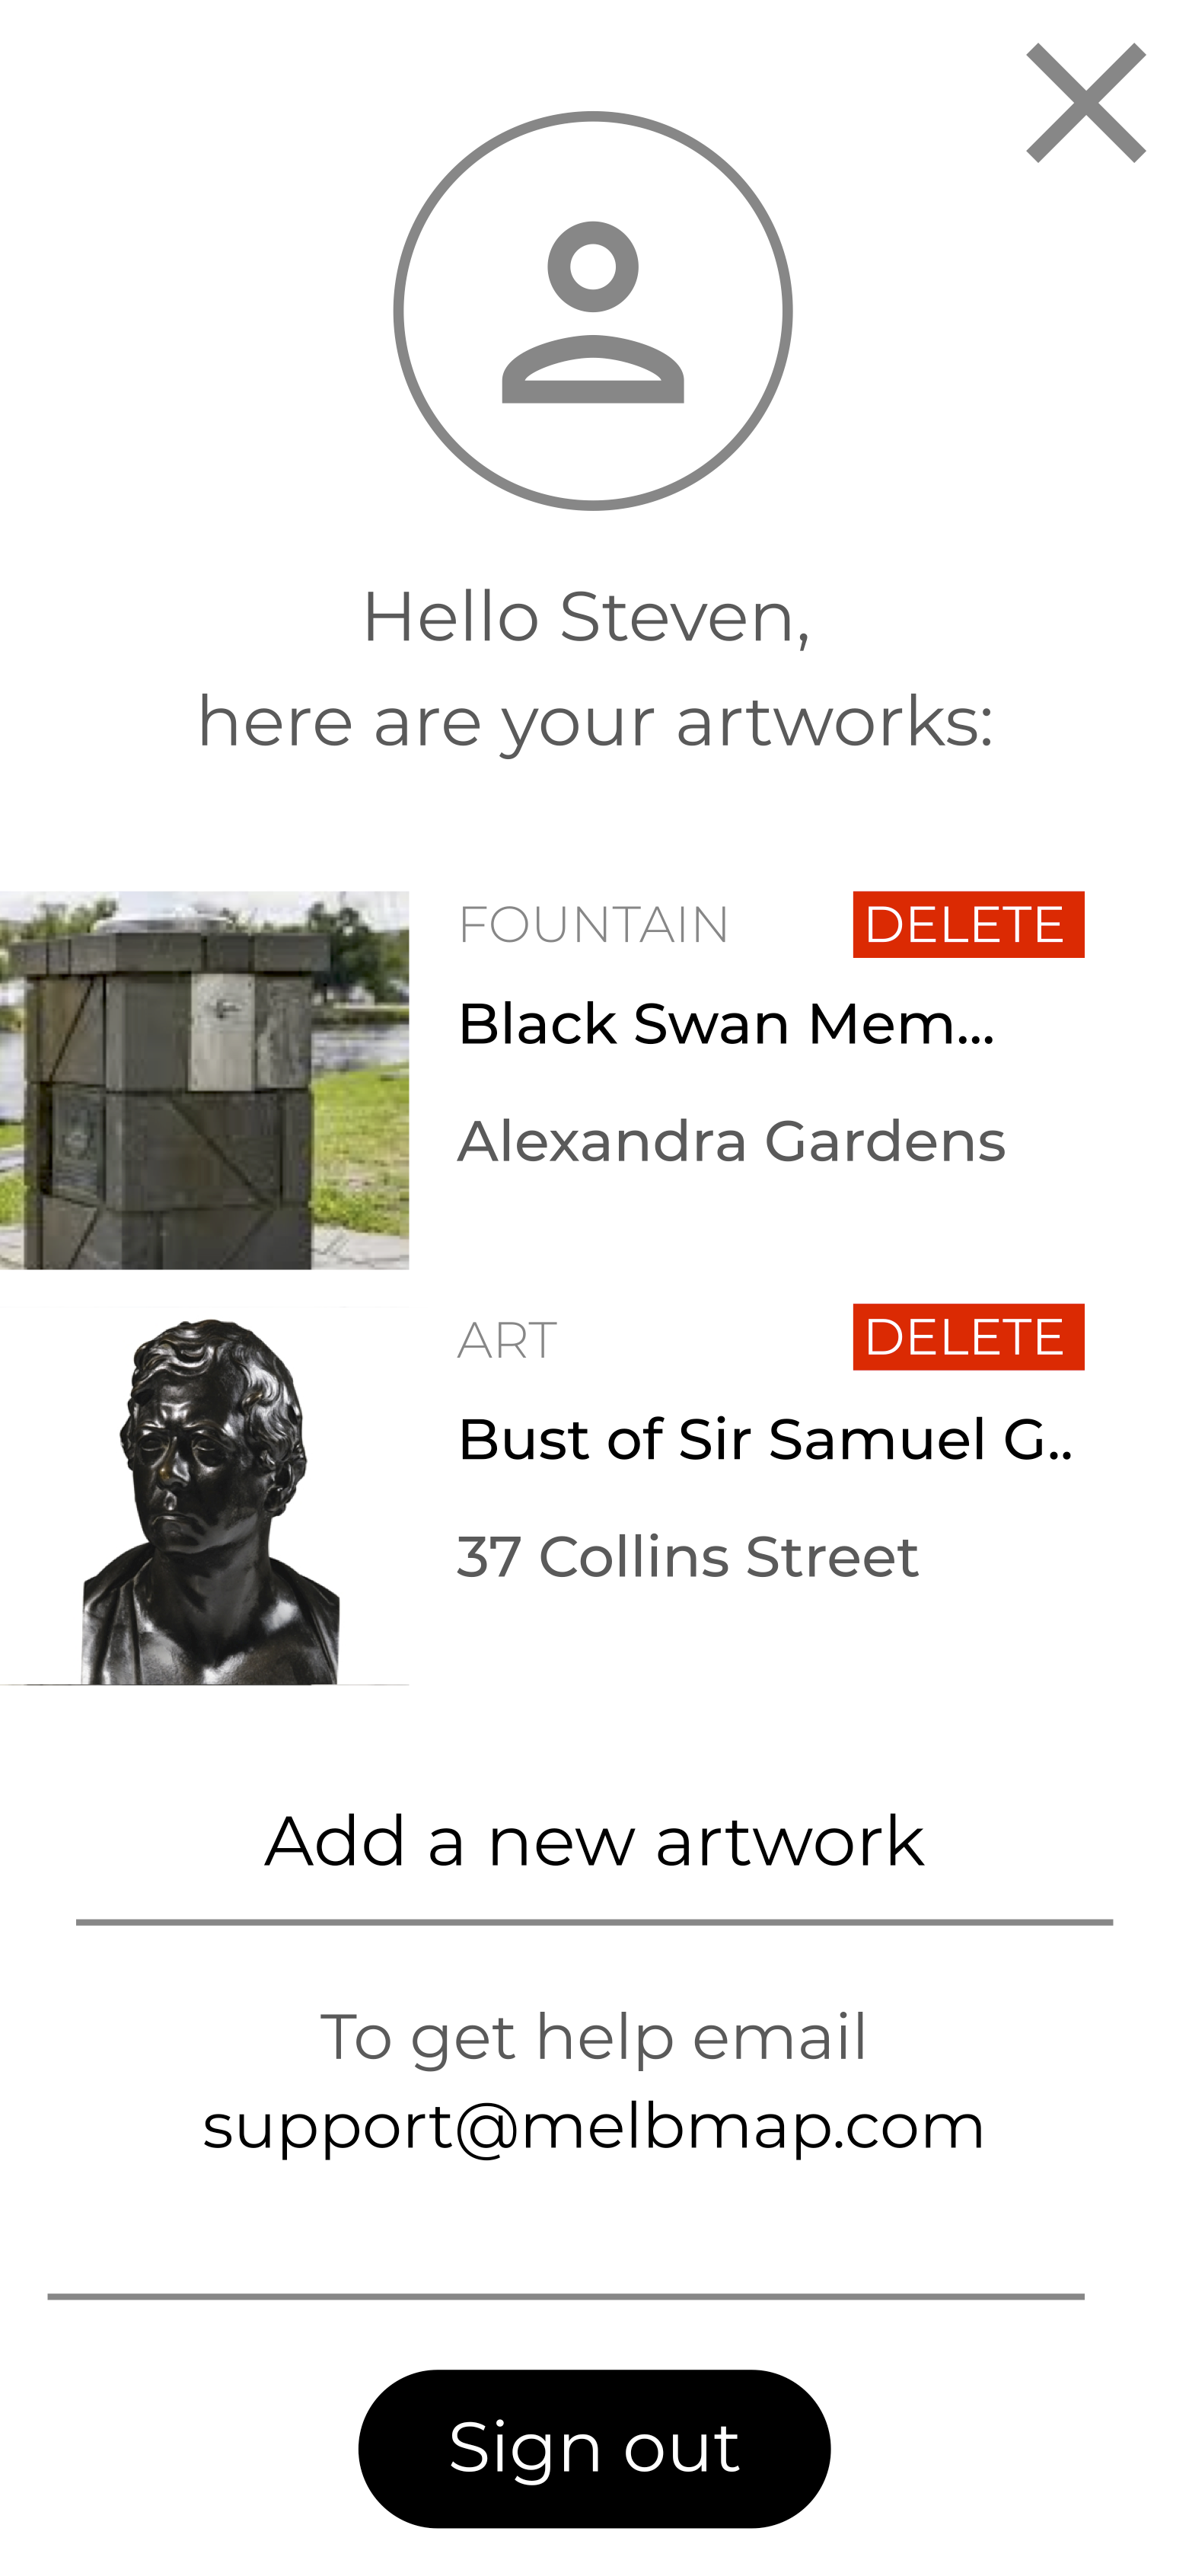 Hello Steven,
here are your artworks:
FOUNTAIN
DELETE
Black Swan Mem...
Alexandra Gardens
ART
DELETE
Bust of Sir Samuel G..
37 Collins Street
Add a new artwork
To get help email
support@melbmap.com
Sign out